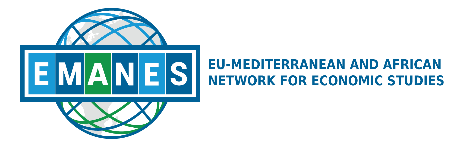 EMANES
EU-MEDITERRANEAN AND AFRICAN
NETWORK FOR ECONOMIC STUDIES